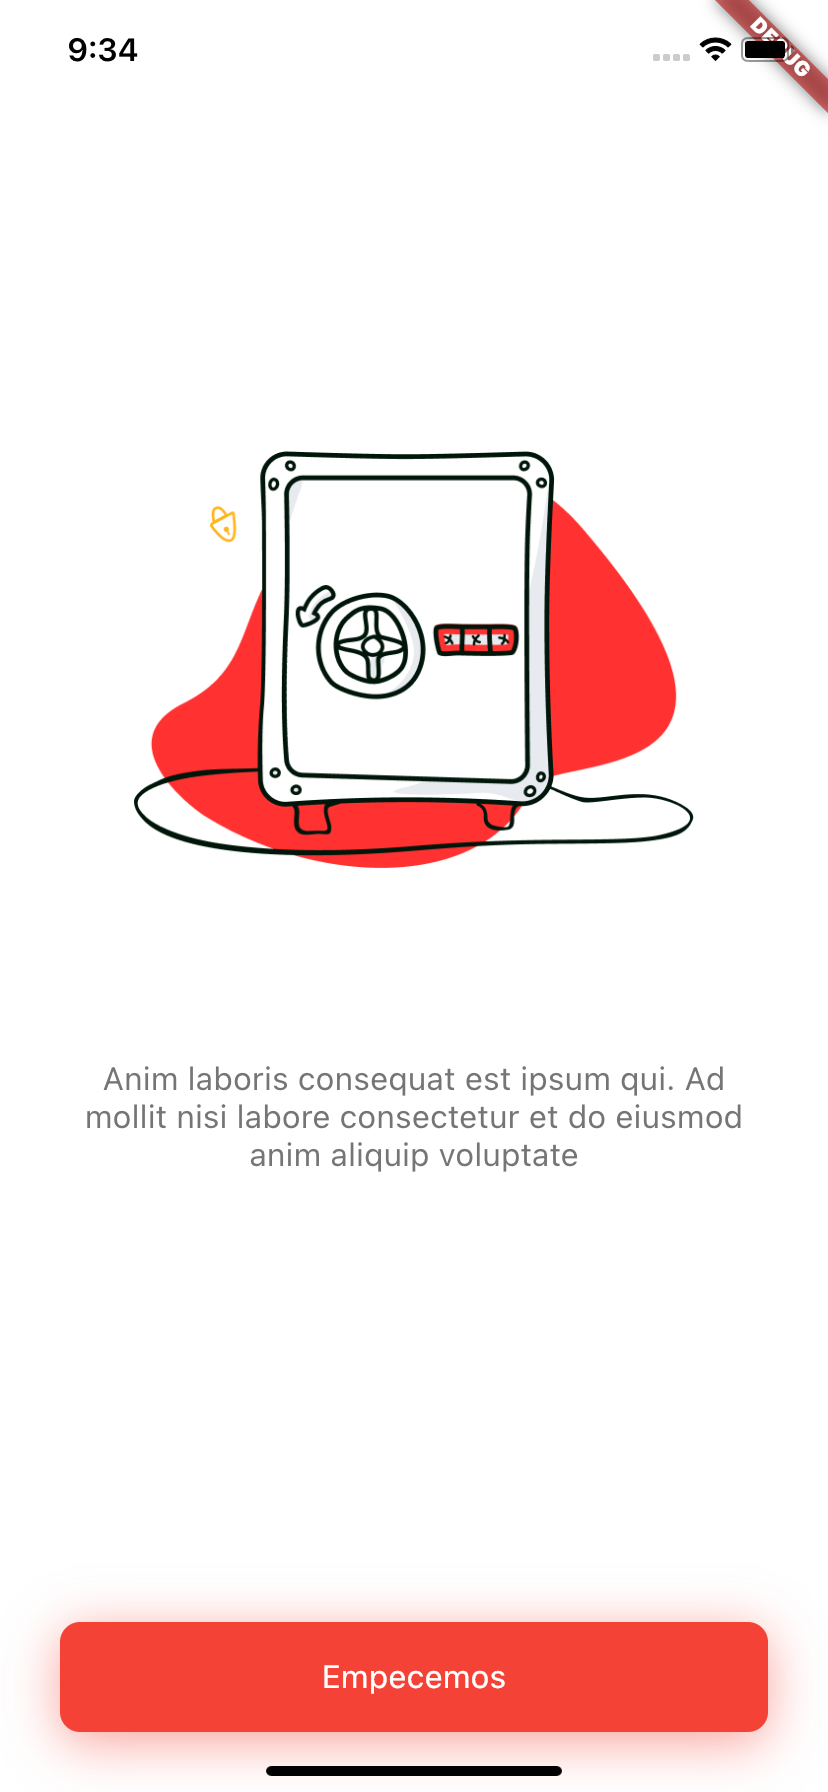 9:34
DEBUG
Anim laboris consequat est ipsum qui. Ad
mollit nisi labore consectetur et do eiusmod
anim aliquip voluptate
Empecemos